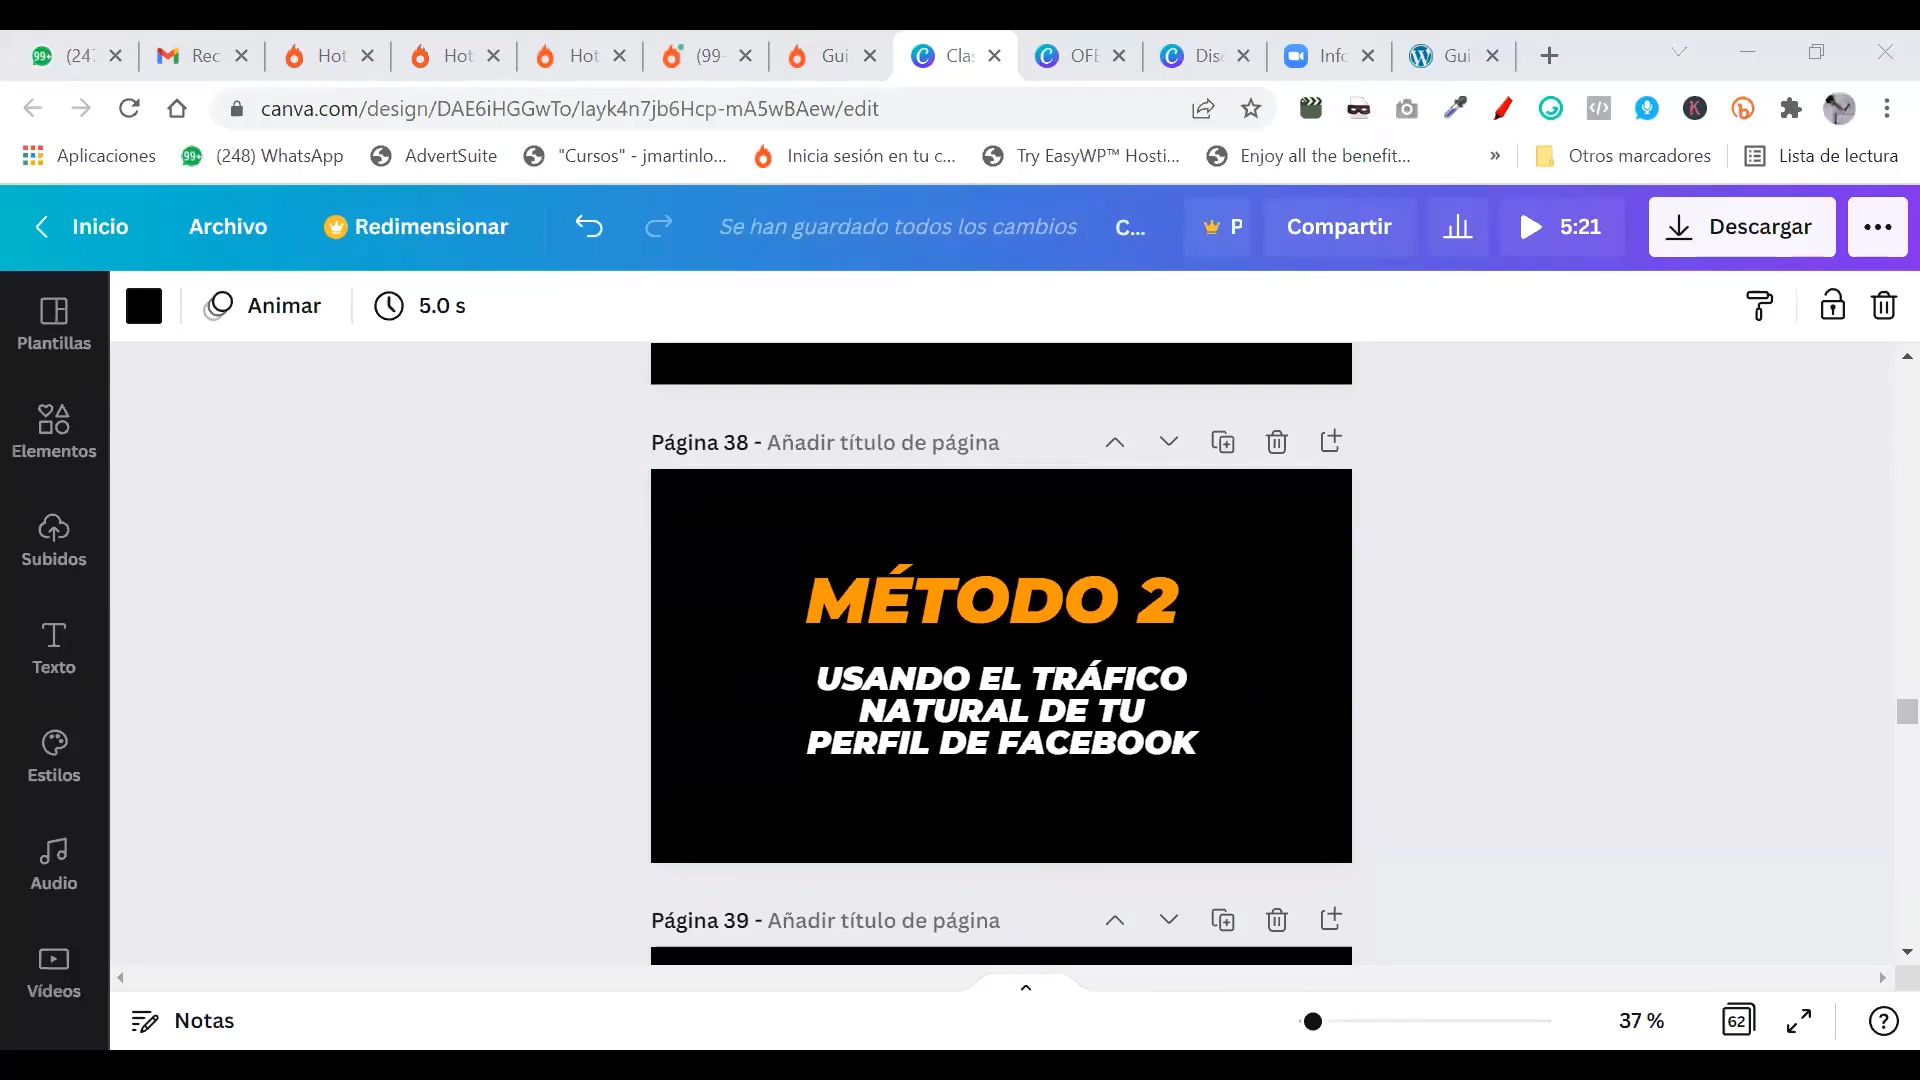 (247
Rec
Hot
Hot
Hot
(99
Gui
Cla
OFE
Dis
Info
Gui
canva.com/design/DAE6iHGGwTo/layk4n7jb6Hcp-mA5wBAew/edit
Aplicaciones
99+
(248) WhatsApp
AdvertSuite
"Cursos" - jmartinlo...
Inicia sesión en tu c...
Try EasyWP™ Hosti...
Enjoy all the benefit...
»
Otros marcadores
Lista de lectura
Inicio
Archivo
Redimensionar
Se han guardado todos los cambios
C...
P
Compartir
5:21
Descargar
Animar
5.0 s
Plantillas
Elementos
Subidos
Texto
Estilos
Audio
Vídeos
Página 38 - Añadir título de página
MÉTODO 2
USANDO EL TRÁFICO
NATURAL DE TU
PERFIL DE FACEBOOK
Página 39 - Añadir título de página
Notas
37 %
62